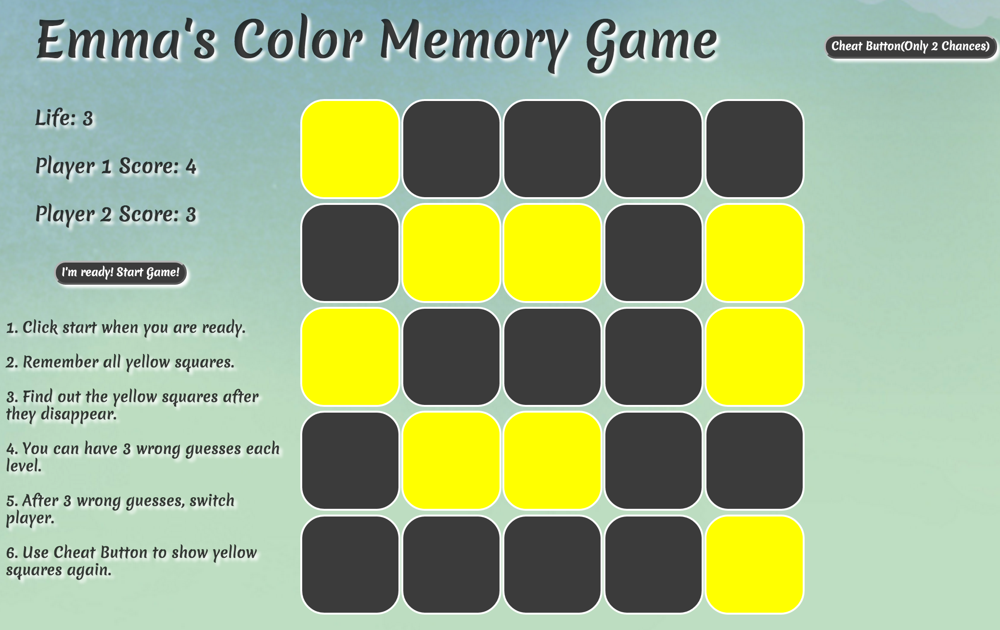 Emma's Color Memory Game
Cheat Button(Only 2 Chances)
Life: 3
Player 1 Score: 4
Player 2 Score: 3
I'm ready! Start Game!
1. Click start when you are ready.
2. Remember all yellow squares.
3. Find out the yellow squares after
they disappear.
4. You can have 3 wrong guesses each
level.
5. After 3 wrong guesses, switch
player.
6. Use Cheat Button to show yellow
squares again.